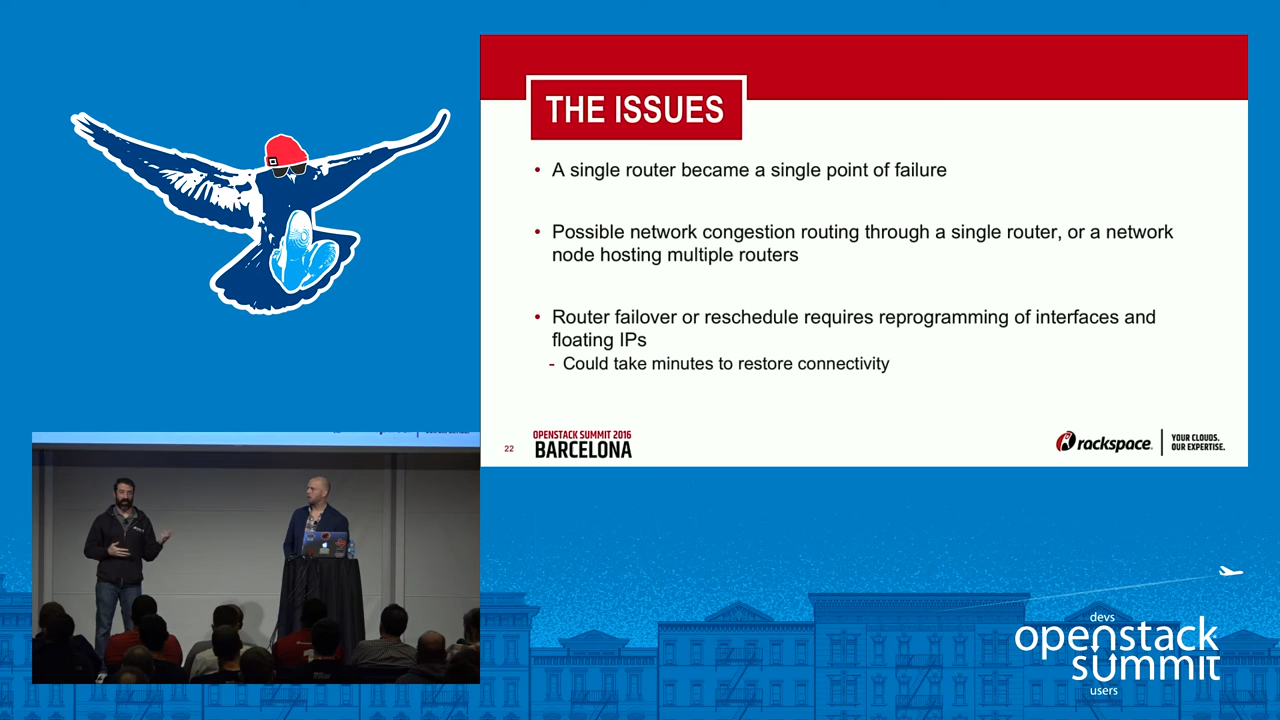 THE ISSUES
• A single router became a single point of failure
• Possible network congestion routing through a single router, or a network
node hosting multiple routers
• Router failover or reschedule requires reprogramming of interfaces and
floating IPs
- Could take minutes to restore connectivity
22
OPENSTACK SUMMIT 2016
BARCELONA
rackspace.
YOUR CLOUDS.
OUR EXPERTISE.
devs
openstack
summit
users